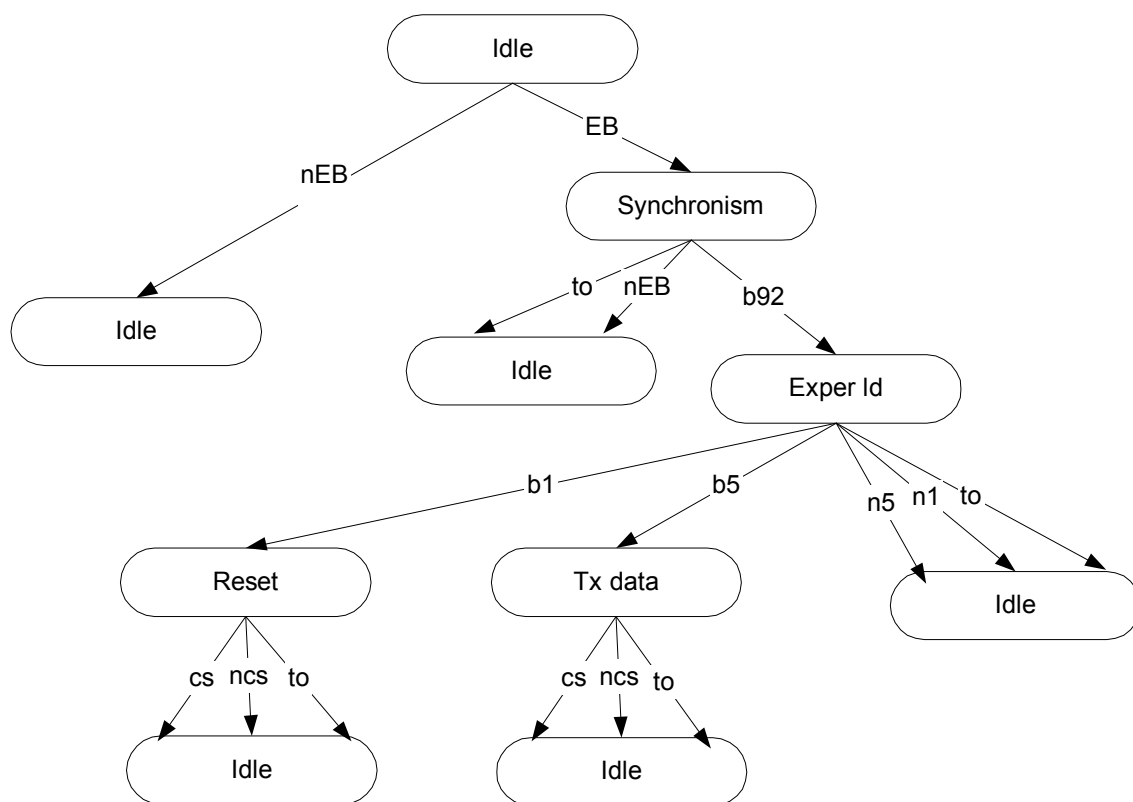 Idle
EB
nEB
Synchronism
to
nEB
b92
Idle
Idle
Exper Id
b1
b5
n5
n1
to
Reset
Tx data
Idle
cs
ncs
to
cs
ncs
to
Idle
Idle